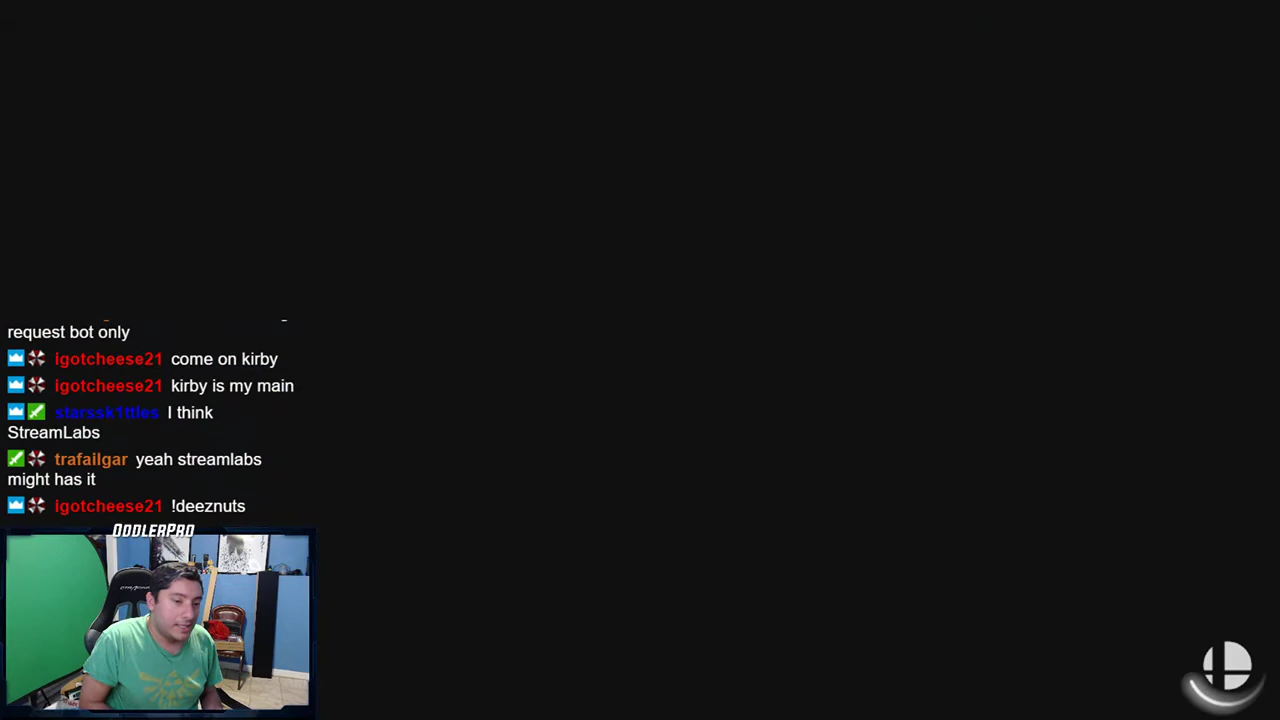 request bot only
igotcheese21 come on kirby
igotcheese21 kirby is my main
starssk1ttles I think
StreamLabs
trafailgar yeah streamlabs
might has it
igotcheese21 !deeznuts
ODDLERPRO